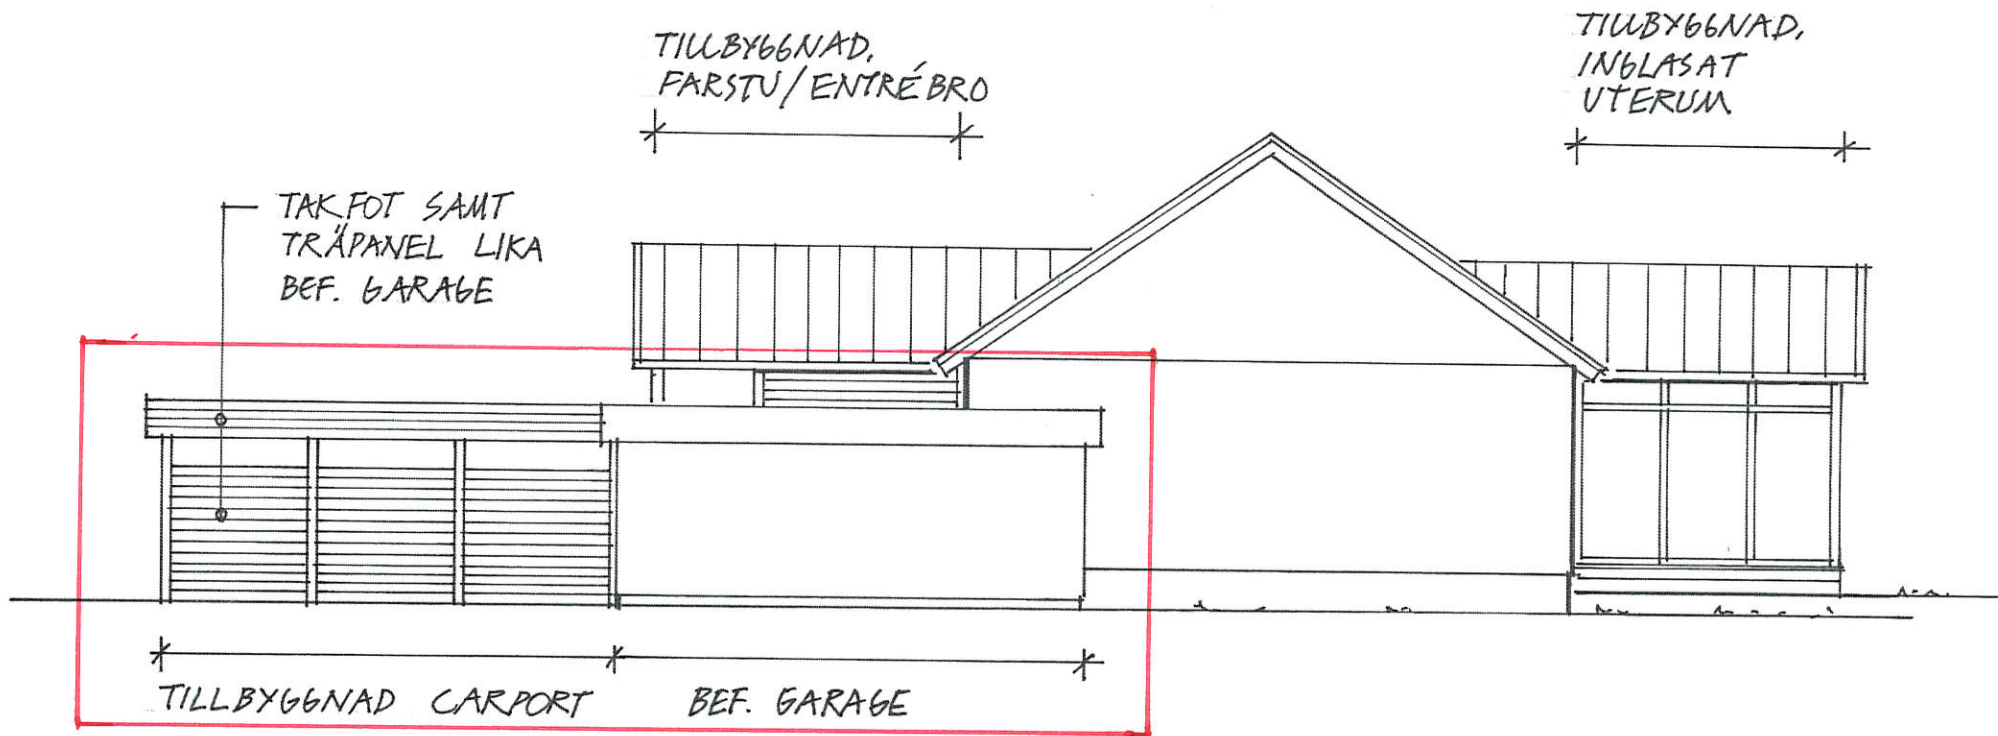 TILLBYGGNAD,
FARSTU/ENTRÉBRO
TILLBYGGNAD,
INGLASAT
UTERUM
TAKFOT SAMT
TRÄPANEL LIKA
BEF. GARAGE
TILLBYGGNAD CARPORT
BEF. GARAGE